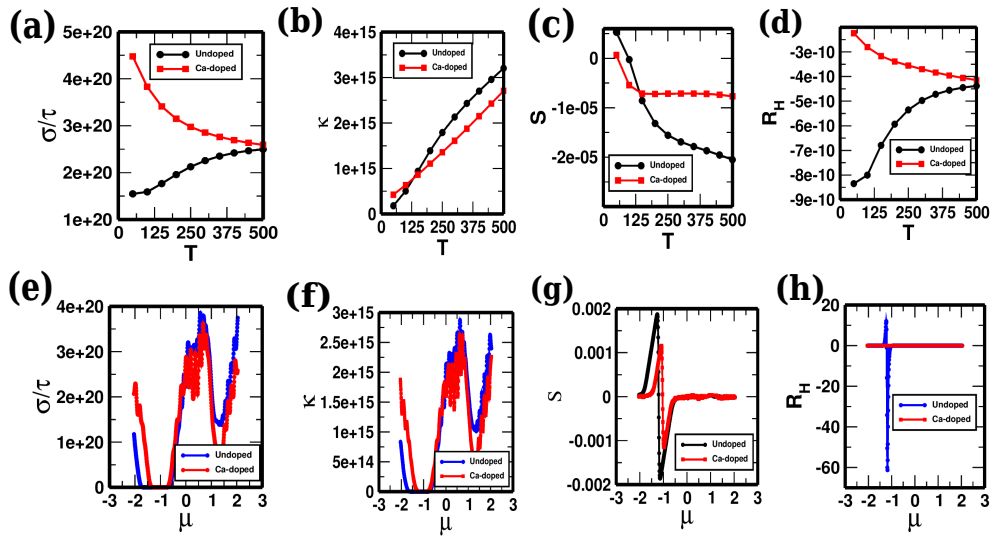 (a)
5e+20
4e+20
3e+20
2e+20
1e+20
σ/τ
Undoped
Ca-doped
0 125 250 375 500
T
(b)
4e+15
3e+15
2e+15
1e+15
0
κ
Undoped
Ca-doped
0 125 250 375 500
T
(c)
0
-1e-05
-2e-05
S
Undoped
Ca-doped
0 125 250 375 500
T
(d)
-3e-10
-4e-10
-5e-10
-6e-10
-7e-10
-8e-10
-9e-10
R_H
Undoped
Ca-doped
0 125 250 375 500
T
(e)
4e+20
3e+20
2e+20
1e+20
0
σ/τ
Undoped
Ca-doped
-3 -2 -1 0 1 2 3
μ
(f)
3e+15
2.5e+15
2e+15
1.5e+15
1e+15
5e+14
0
κ
Undoped
Ca-doped
-3 -2 -1 0 1 2 3
μ
(g)
0.002
0.001
0
-0.001
-0.002
S
Undoped
Ca-doped
-3 -2 -1 0 1 2 3
μ
(h)
20
0
-20
-40
-60
R_H
Undoped
Ca-doped
-3 -2 -1 0 1 2 3
μ